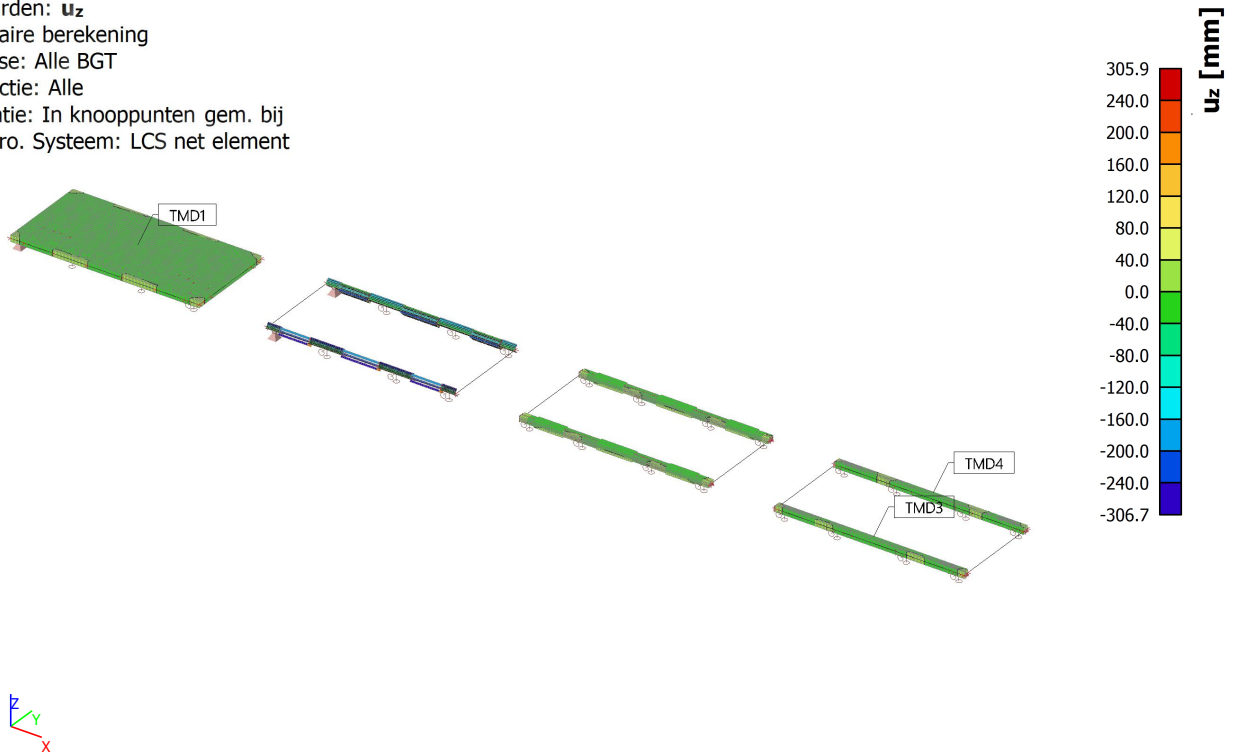 rden: uz
aire berekening
se: Alle BGT
ctie: Alle
atie: In knooppunten gem. bij
ro. Systeem: LCS net element
uz [mm]
305.9
240.0
200.0
160.0
120.0
80.0
40.0
0.0
-40.0
-80.0
-120.0
-160.0
-200.0
-240.0
-306.7
TMD1
TMD4
TMD3
Z
Y
X